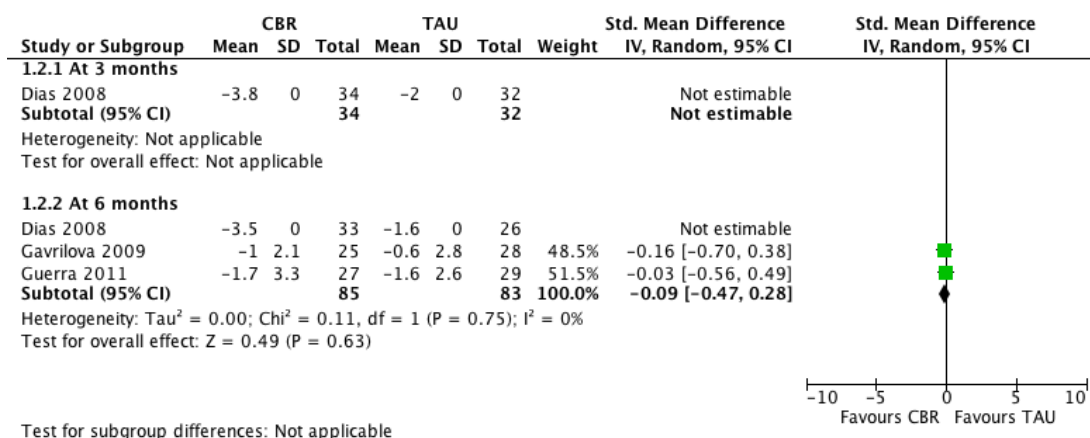 CBR TAU Std. Mean Difference Std. Mean Difference
Study or Subgroup Mean SD Total Mean SD Total Weight IV, Random, 95% CI IV, Random, 95% CI
1.2.1 At 3 months
Dias 2008 −3.8 0 34 −2 0 32 Not estimable
Subtotal (95% CI) 34 32 Not estimable
Heterogeneity: Not applicable
Test for overall effect: Not applicable
1.2.2 At 6 months
Dias 2008 −3.5 0 33 −1.6 0 26 Not estimable
Gavrilova 2009 −1 2.1 25 −0.6 2.8 28 48.5% −0.16 [−0.70, 0.38]
Guerra 2011 −1.7 3.3 27 −1.6 2.6 29 51.5% −0.03 [−0.56, 0.49]
Subtotal (95% CI) 85 83 100.0% −0.09 [−0.47, 0.28]
Heterogeneity: Tau² = 0.00; Chi² = 0.11, df = 1 (P = 0.75); I² = 0%
Test for overall effect: Z = 0.49 (P = 0.63)
−10 −5 0 5 10
Favours CBR Favours TAU
Test for subgroup differences: Not applicable